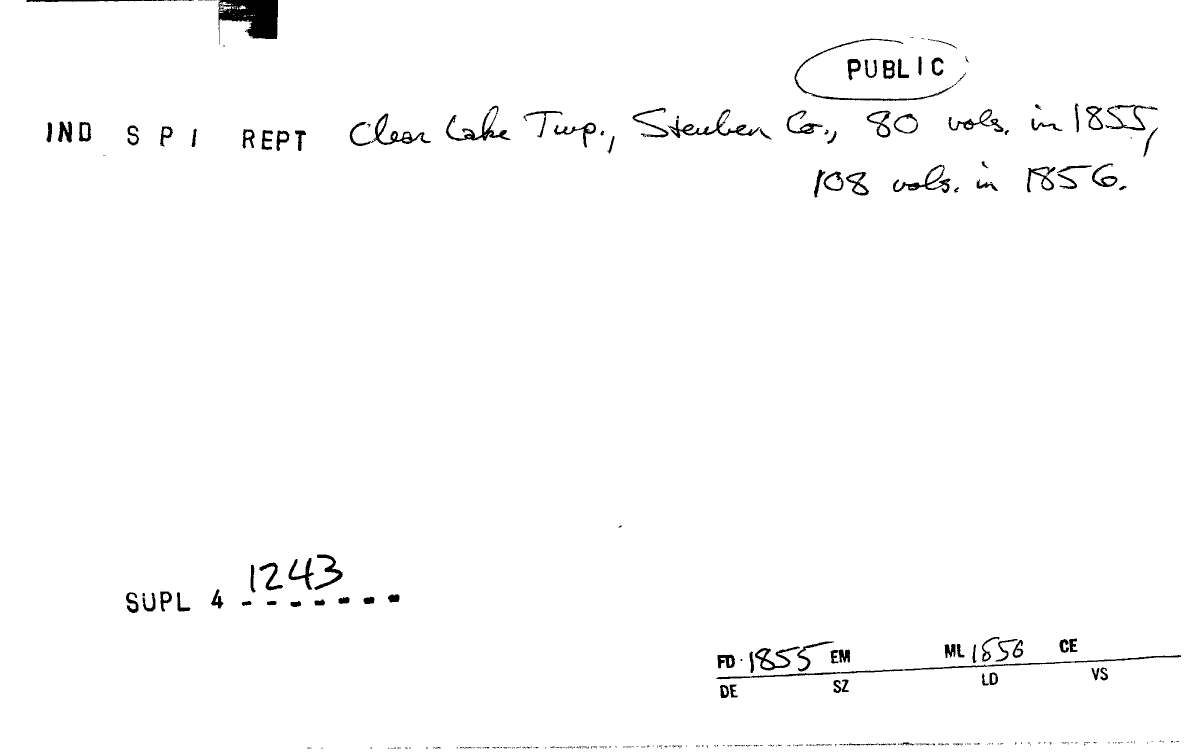 PUBLIC
IND S P I REPT Clear Lake Twp., Steuben Co., 80 vols. in 1855,
108 vols. in 1856.
1243
SUPL 4 - - - - - - -
FD 1855 EM ML 1856 CE
DE SZ LD VS